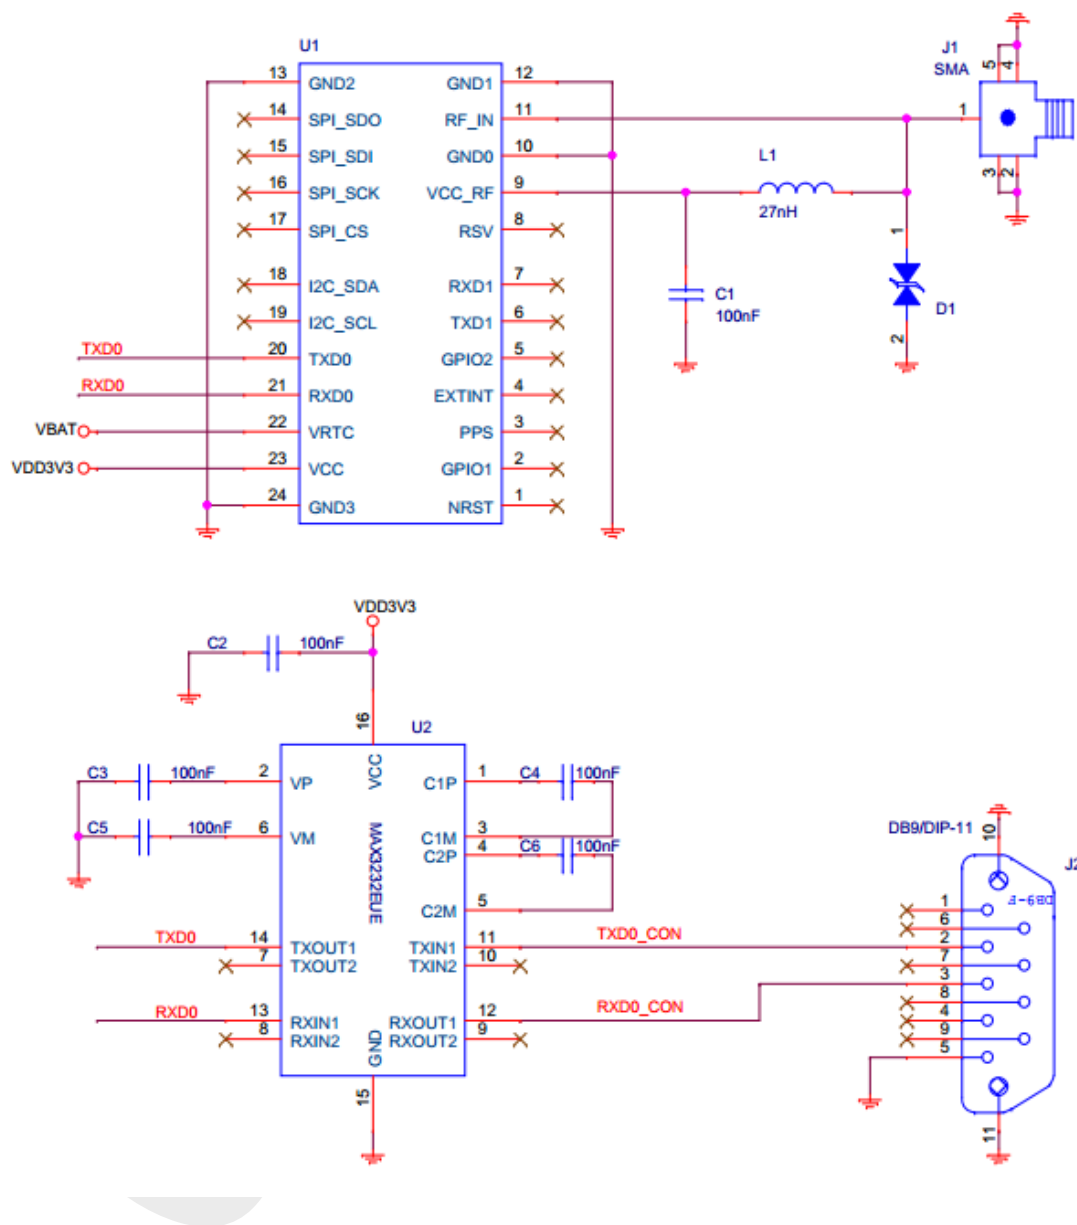 U1
13 GND2 GND1 12
14 SPI_SDO RF_IN 11
15 SPI_SDI GND0 10
16 SPI_SCK VCC_RF 9
17 SPI_CS RSV 8
18 I2C_SDA RXD1 7
19 I2C_SCL TXD1 6
TXD0 20 TXD0 GPIO2 5
RXD0 21 RXD0 EXTINT 4
VBAT 22 VRTC PPS 3
VDD3V3 23 VCC GPIO1 2
24 GND3 NRST 1
J1
SMA
5 4
1
3 2
L1
27nH
C1
100nF
1
D1
2
VDD3V3
C2 100nF
16
U2
VCC
MAX3232EUE
GND
C3 100nF 2 VP C1P 1 C4 100nF
C5 100nF 6 VM C1M 3
C2P 4 C6 100nF
C2M 5
TXD0 14 TXOUT1 TXIN1 11 TXD0_CON
7 TXOUT2 TXIN2 10
RXD0 13 RXIN1 RXOUT1 12 RXD0_CON
8 RXIN2 RXOUT2 9
15
DB9/DIP-11
10
J2
DB9-F
1
6
2
7
3
8
4
9
5
11